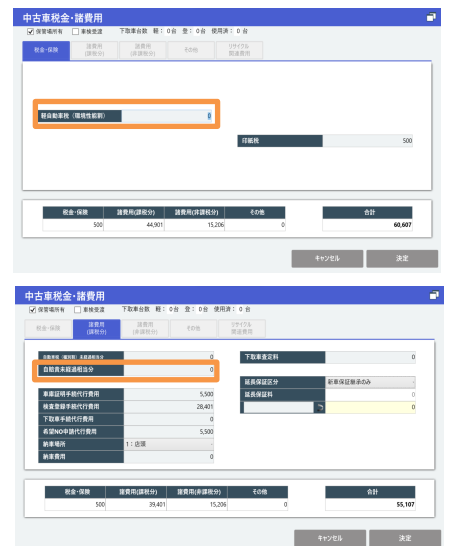 中古車税金・諸費用
保管場所有 車検受渡 下取車台数 軽： 0 台 登： 0 台 使用済： 0 台
税金・保険 諸費用 (課税分) 諸費用 (非課税分) その他 リサイクル 関連費用
軽自動車税（環境性能割） 0
印紙税 500
税金・保険 諸費用(課税分) 諸費用(非課税分) その他 合計
500 44,901 15,206 0 60,607
キャンセル 決定
中古車税金・諸費用
保管場所有 車検受渡 下取車台数 軽： 0 台 登： 0 台 使用済： 0 台
税金・保険 諸費用 (課税分) 諸費用 (非課税分) その他 リサイクル 関連費用
自動車税（種別割）未経過相当分 0 下取車査定料 0
自賠責未経過相当分 0
延長保証区分 新車保証継承のみ
車庫証明手続代行費用 5,500 延長保証料 0
検査登録手続代行費用 28,401 0
下取車手続代行費用 0
希望NO申請代行費用 5,500
納車場所 1：店頭
納車費用 0
税金・保険 諸費用(課税分) 諸費用(非課税分) その他 合計
500 39,401 15,206 0 55,107
キャンセル 決定